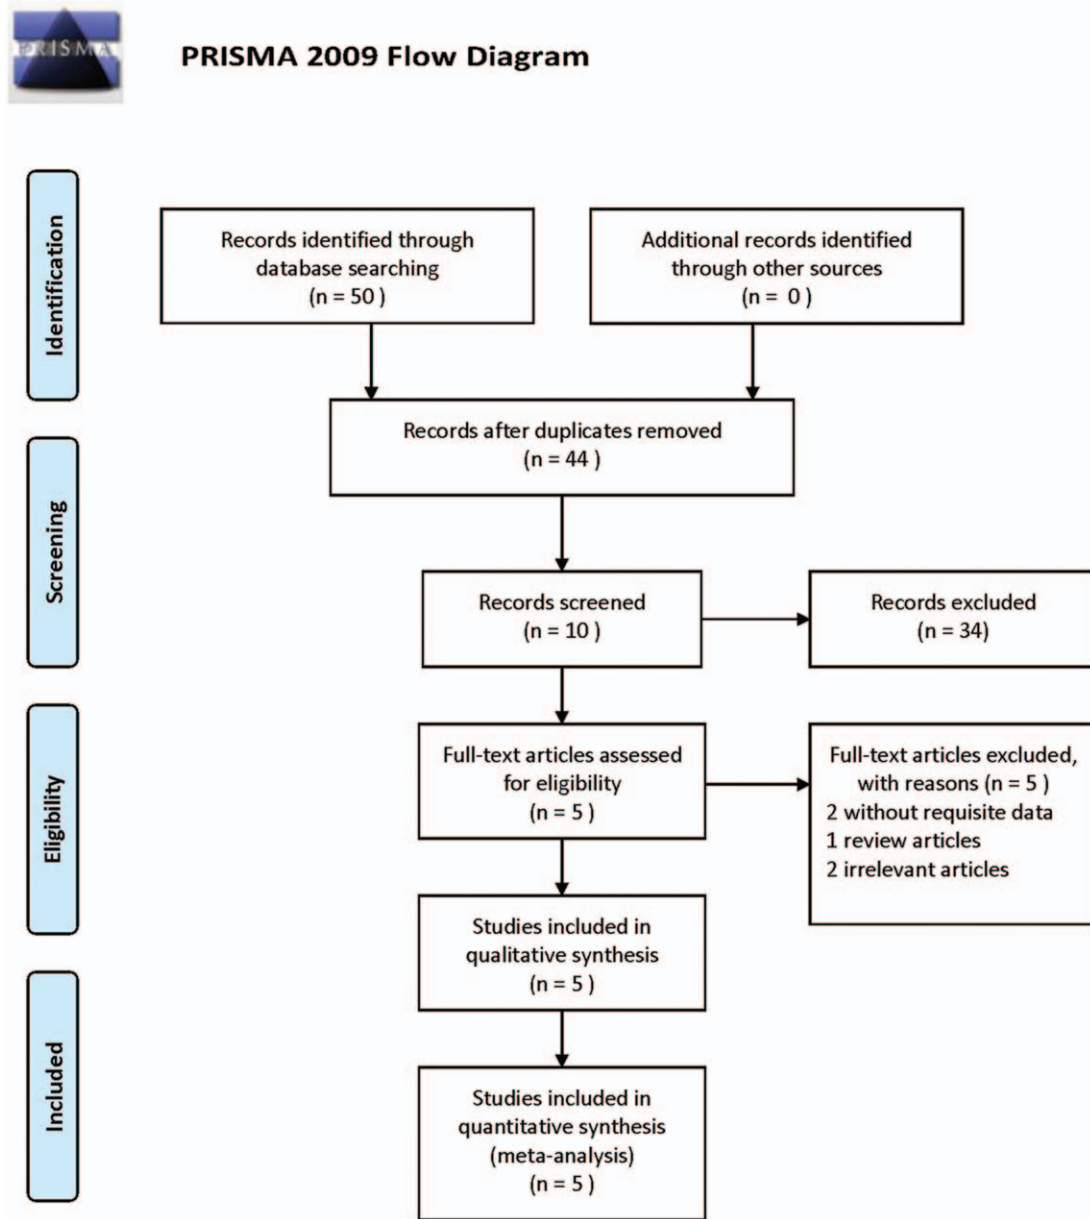 PRISMA
PRISMA 2009 Flow Diagram
Identification
Records identified through
database searching
(n = 50 )
Additional records identified
through other sources
(n = 0 )
Records after duplicates removed
(n = 44 )
Screening
Records screened
(n = 10 )
Records excluded
(n = 34)
Eligibility
Full-text articles assessed
for eligibility
(n = 5 )
Full-text articles excluded,
with reasons (n = 5 )
2 without requisite data
1 review articles
2 irrelevant articles
Studies included in
qualitative synthesis
(n = 5 )
Included
Studies included in
quantitative synthesis
(meta-analysis)
(n = 5 )